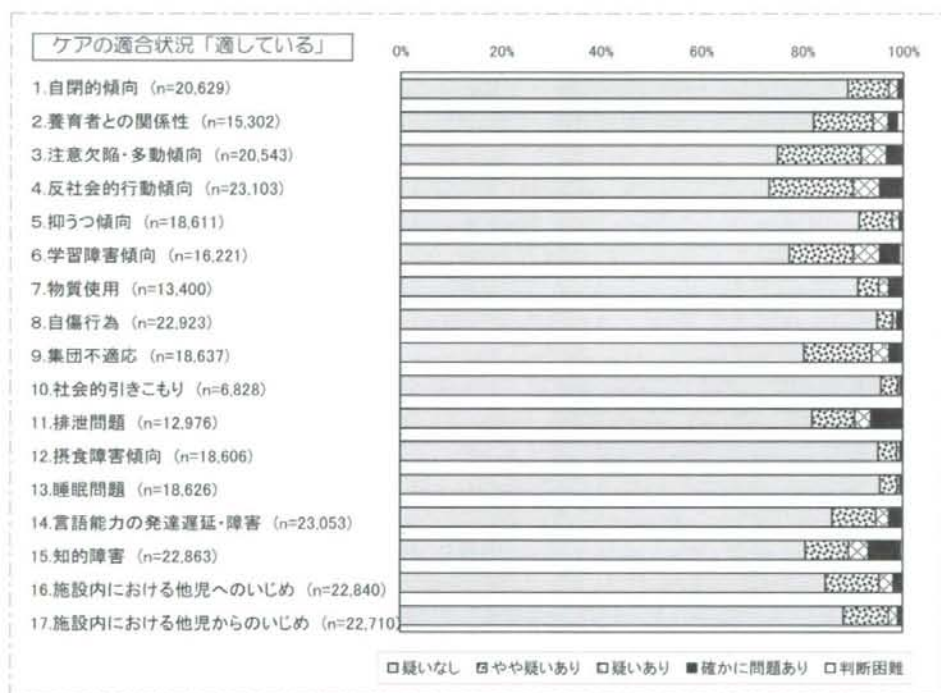 ケアの適合状況「適している」
0% 20% 40% 60% 80% 100%
1.自閉的傾向 (n=20,629)
2.養育者との関係性 (n=15,302)
3.注意欠陥・多動傾向 (n=20,543)
4.反社会的行動傾向 (n=23,103)
5.抑うつ傾向 (n=18,611)
6.学習障害傾向 (n=16,221)
7.物質使用 (n=13,400)
8.自傷行為 (n=22,923)
9.集団不適応 (n=18,637)
10.社会的引きこもり (n=6,828)
11.排泄問題 (n=12,976)
12.摂食障害傾向 (n=18,606)
13.睡眠問題 (n=18,626)
14.言語能力の発達遅延・障害 (n=23,053)
15.知的障害 (n=22,863)
16.施設内における他児へのいじめ (n=22,840)
17.施設内における他児からのいじめ (n=22,710)
疑いなし やや疑いあり 疑いあり 確かに問題あり 判断困難